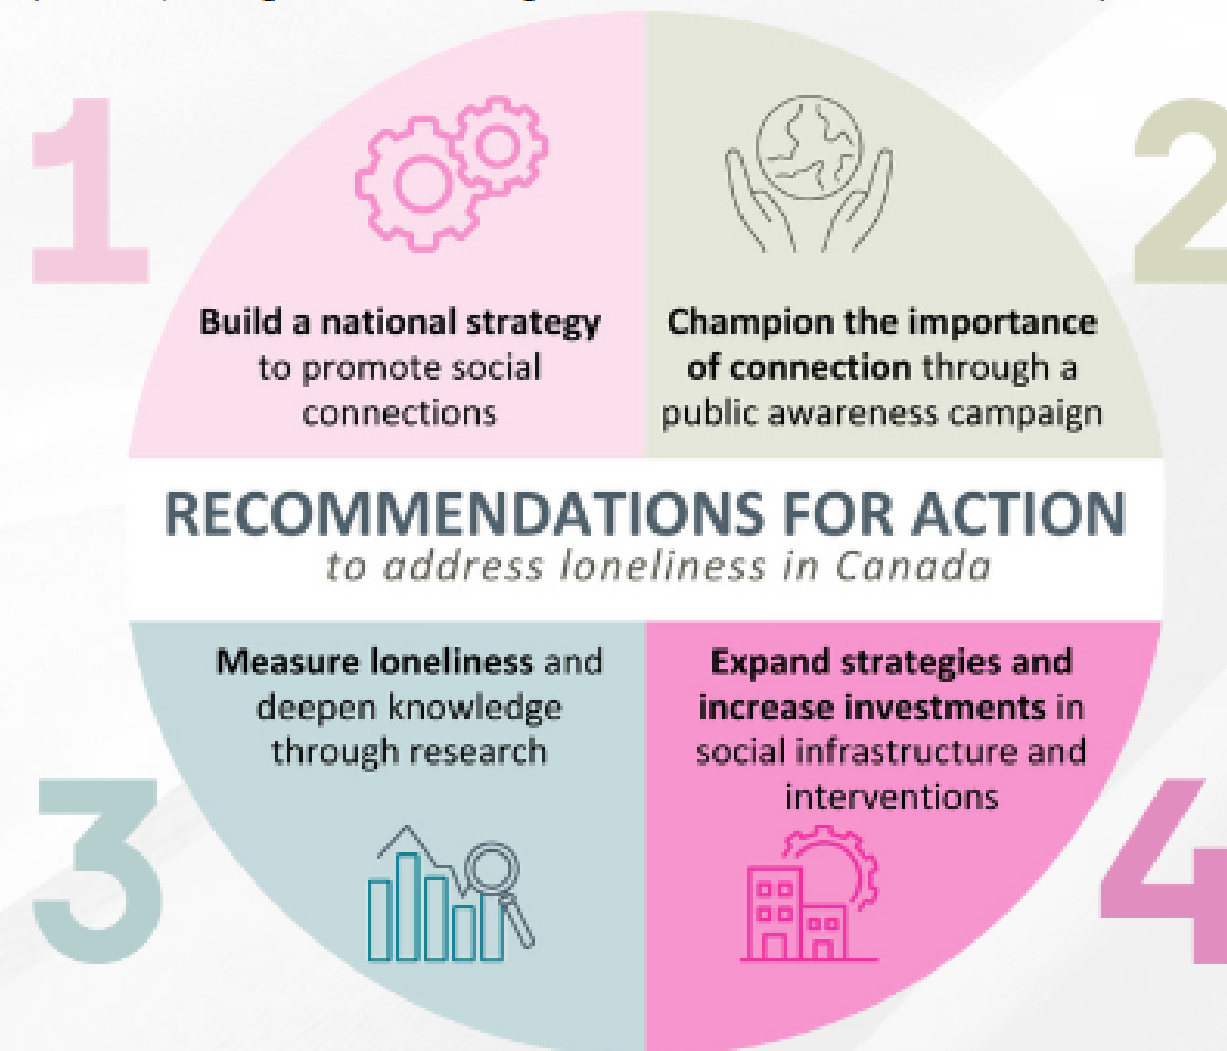 1
Build a national strategy
to promote social
connections
2
Champion the importance
of connection through a
public awareness campaign
RECOMMENDATIONS FOR ACTION
to address loneliness in Canada
3
Measure loneliness and
deepen knowledge
through research
4
Expand strategies and
increase investments in
social infrastructure and
interventions